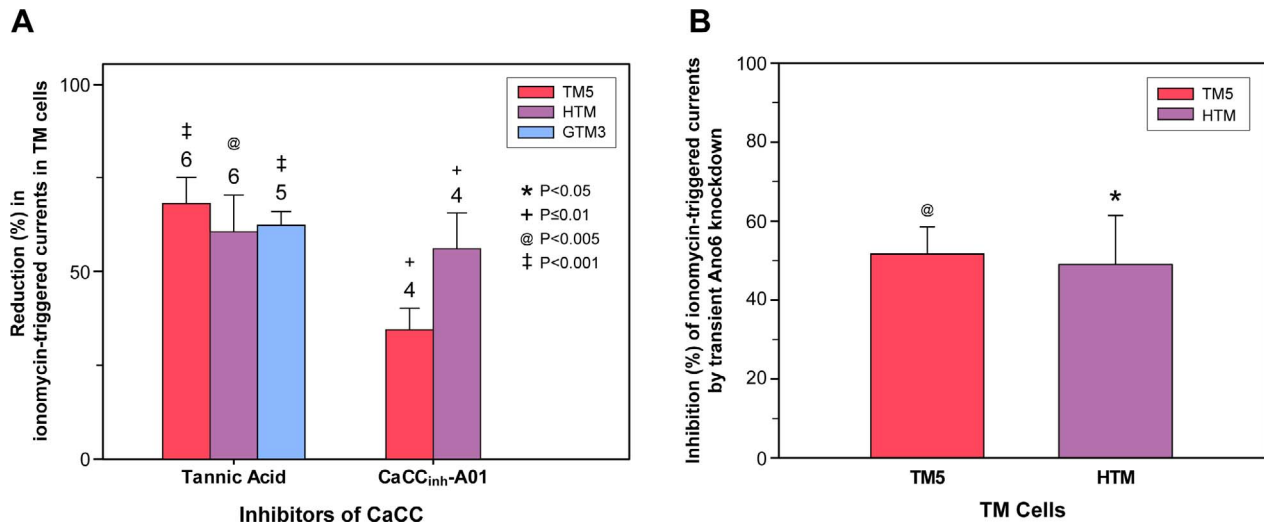 A
Reduction (%) in
ionomycin-triggered currents in TM cells
100
50
0
‡
6
@
6
‡
5
+
4
+
4
TM5
HTM
GTM3
* P<0.05
+ P≤0.01
@ P<0.005
‡ P<0.001
Tannic Acid
CaCCinh-A01
Inhibitors of CaCC
B
Inhibition (%) of ionomycin-triggered currents
by transient Ano6 knockdown
100
80
60
40
20
0
@
*
TM5
HTM
TM5
HTM
TM Cells